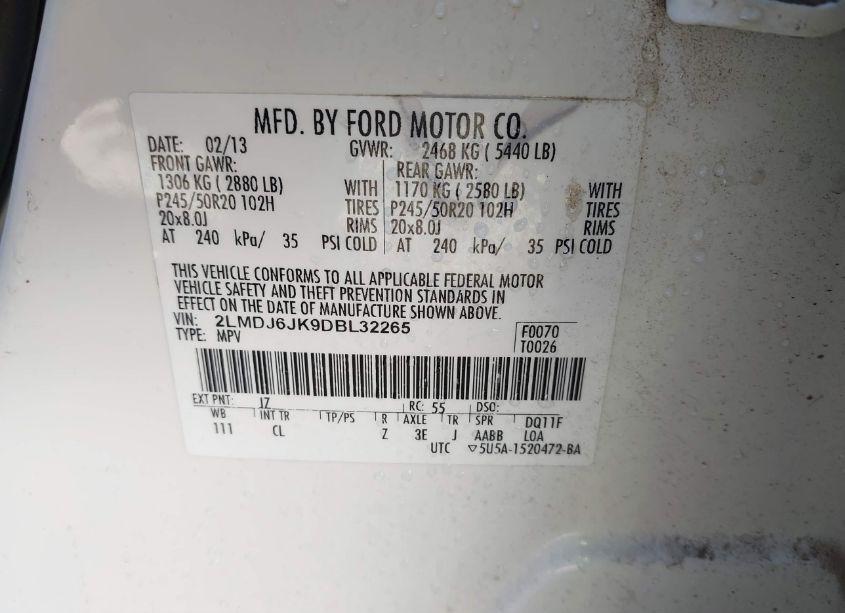 MFD. BY FORD MOTOR CO.
DATE: 02/13 GVWR: 2468 KG ( 5440 LB)
FRONT GAWR: REAR GAWR:
1306 KG ( 2880 LB) WITH 1170 KG ( 2580 LB) WITH
P245/50R20 102H TIRES P245/50R20 102H TIRES
20x8.0J RIMS 20x8.0J RIMS
AT 240 kPa/ 35 PSI COLD AT 240 kPa/ 35 PSI COLD
THIS VEHICLE CONFORMS TO ALL APPLICABLE FEDERAL MOTOR
VEHICLE SAFETY AND THEFT PREVENTION STANDARDS IN
EFFECT ON THE DATE OF MANUFACTURE SHOWN ABOVE.
VIN: 2LMDJ6JK9DBL32265 F0070
TYPE: MPV T0026
EXT PNT: JZ RC: 55 DSO:
WB INT TR TP/PS R AXLE TR SPR DQ11F
111 CL Z 3E J AABB LOA
UTC ▽5U5A-1520472-BA